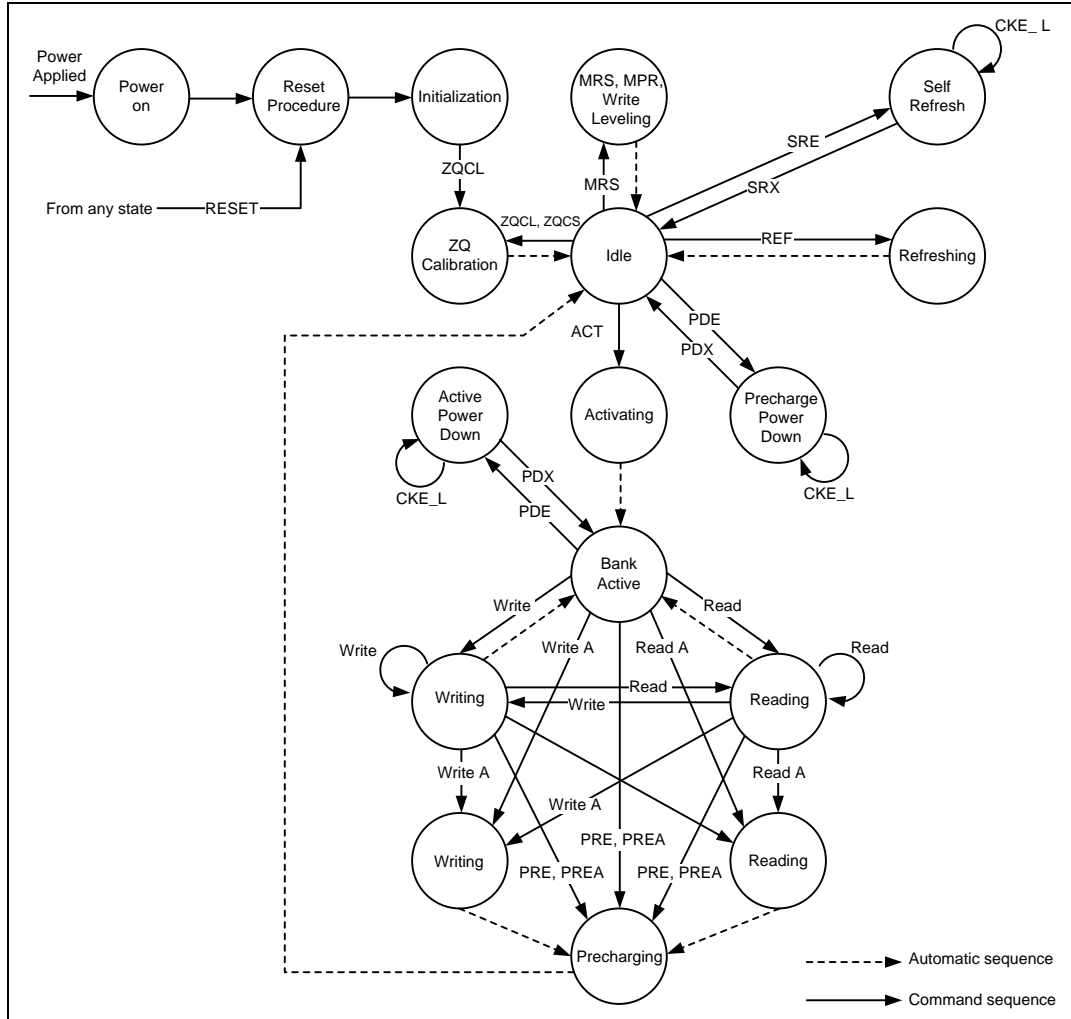 CKE_ L
Power
Applied
Power
on
Reset
Procedure
Initialization
MRS, MPR,
Write
Leveling
Self
Refresh
ZQCL
MRS
SRE
SRX
From any state
RESET
ZQCL, ZQCS
ZQ
Calibration
Idle
REF
Refreshing
ACT
PDE
PDX
Active
Power
Down
Activating
Precharge
Power
Down
CKE_L
PDX
PDE
CKE_L
Bank
Active
Write
Read
Write A
Read A
Write
Read
Writing
Read
Write
Reading
Write A
Read A
Write A
Writing
Reading
PRE, PREA
PRE, PREA
PRE, PREA
Precharging
Automatic sequence
Command sequence